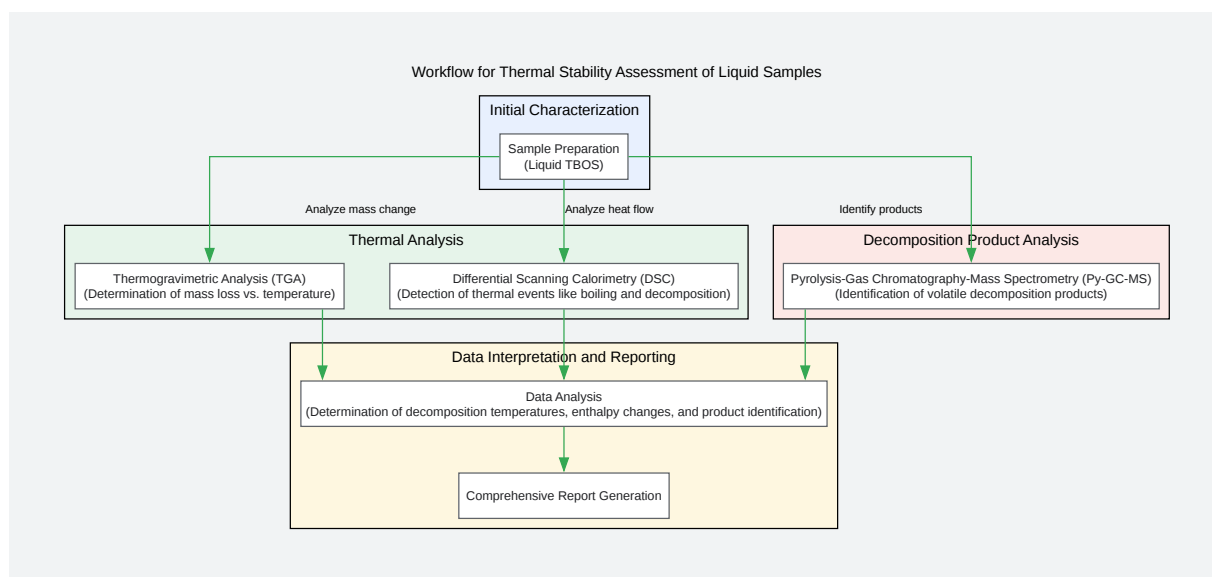 Workflow for Thermal Stability Assessment of Liquid Samples
Initial Characterization
Sample Preparation
(Liquid TBOS)
Analyze mass change
Analyze heat flow
Identify products
Thermal Analysis
Decomposition Product Analysis
Thermogravimetric Analysis (TGA)
(Determination of mass loss vs. temperature)
Differential Scanning Calorimetry (DSC)
(Detection of thermal events like boiling and decomposition)
Pyrolysis-Gas Chromatography-Mass Spectrometry (Py-GC-MS)
(Identification of volatile decomposition products)
Data Interpretation and Reporting
Data Analysis
(Determination of decomposition temperatures, enthalpy changes, and product identification)
Comprehensive Report Generation